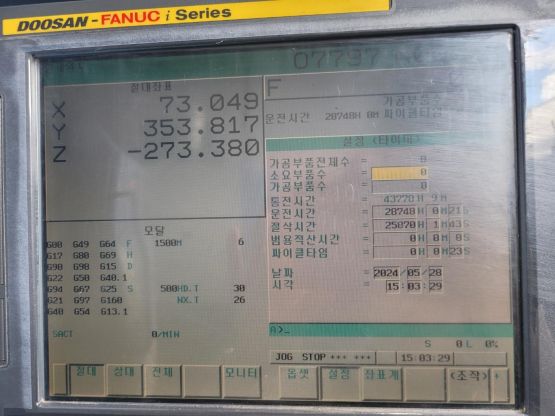 DOOSAN-FANUC i Series
O7797
절대좌표
X 73.049
Y 353.817
Z -273.380
F
가공부품수
운전시간 28748H 0M 싸이클타임
설정 (타이머)
가공부품전체수 = 0
소요부품수 = 0
가공부품수 = 0
통전시간 = 43778H 9M
운전시간 = 28748H 0M21S
절삭시간 = 1M43S
범용적산시간 = 0H 0M 0S
싸이클타임 = 0H 0M23S
날짜 = 2024/05/28
시각 = 15:03:29
모달
G00 G49 G64 F 1500M 6
G17 G80 G69 H
G90 G98 G15 D
G22 G50 G40.1
G94 G67 G25 S 500HD.T 30
G21 G97 G160 NX.T 26
G40 G54 G13.1
SACT 0/MIN
A>_
S 0 L 0%
JOG STOP *** *** 15:03:29
절대 상대 전체 모니터 옵셋 설정 좌표계 (조작) +